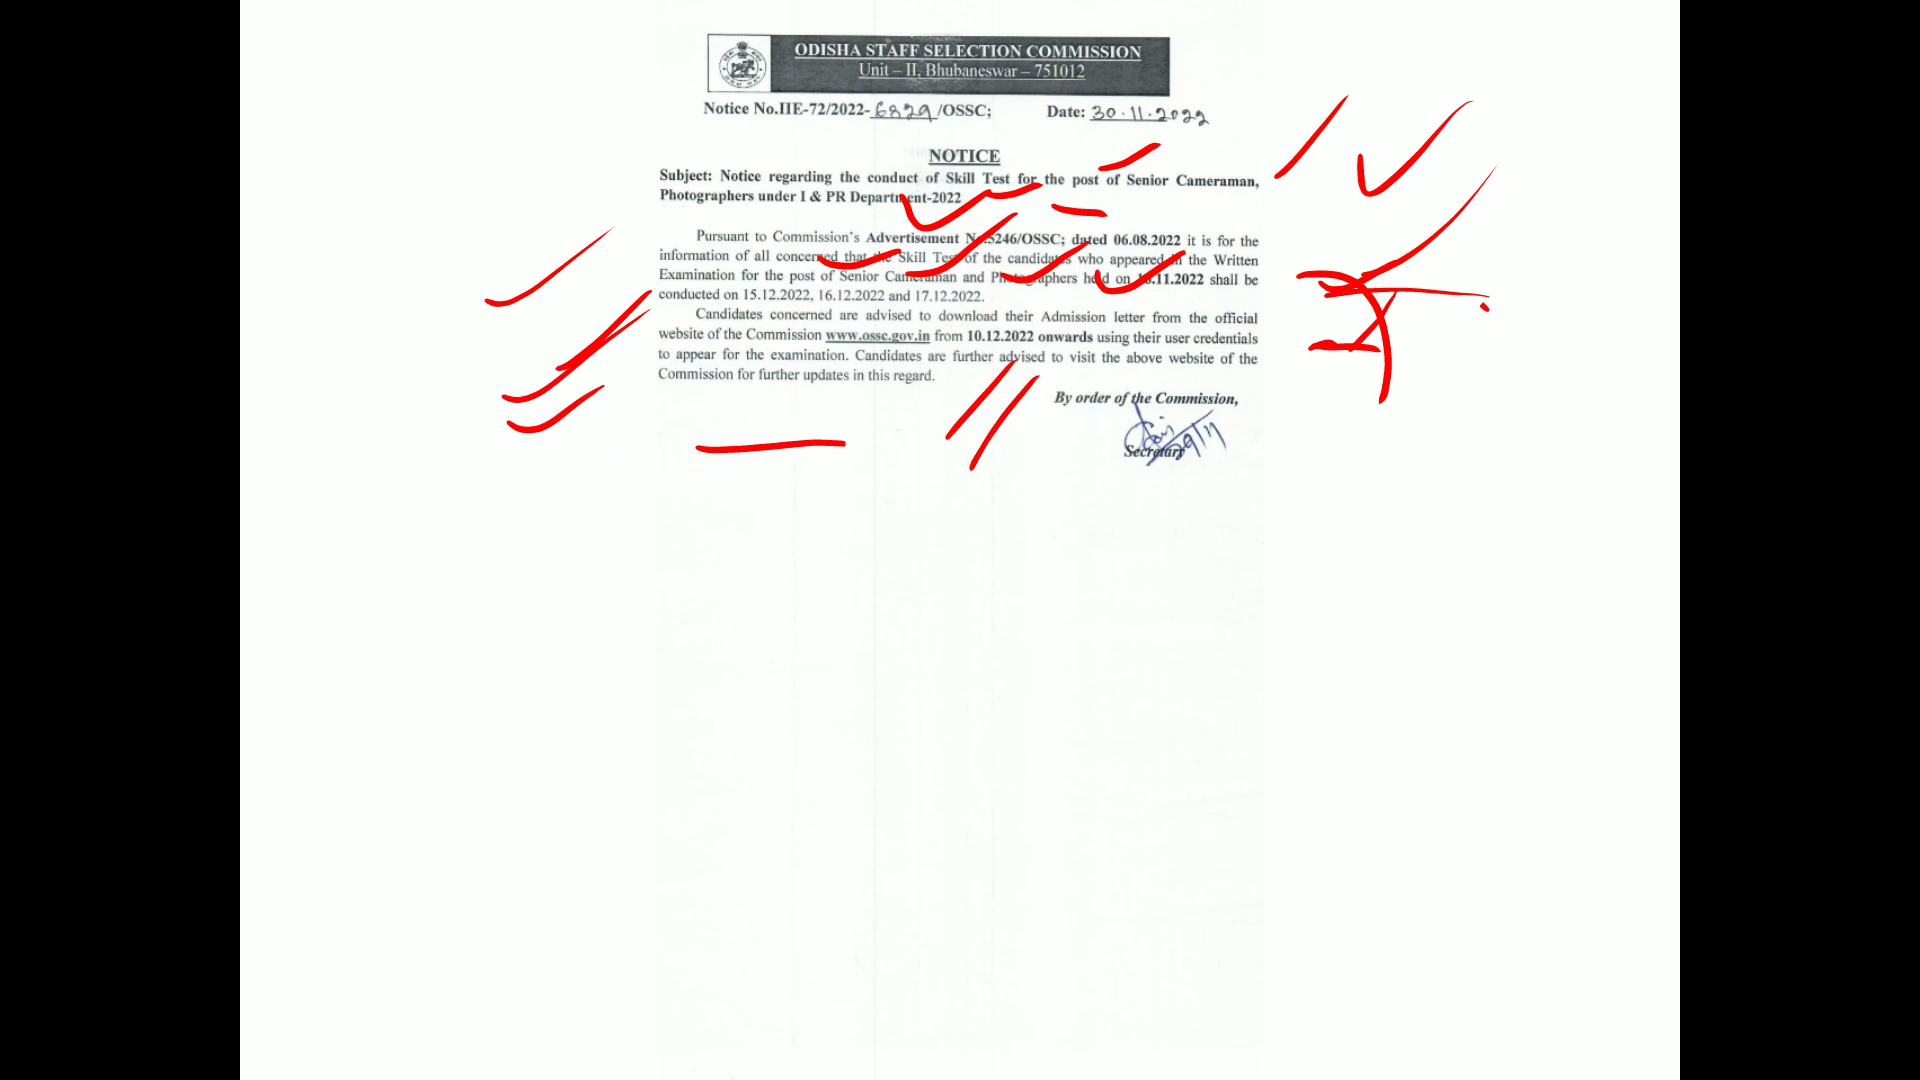 ODISHA STAFF SELECTION COMMISSION
Unit – II, Bhubaneswar – 751012
Notice No.IIE-72/2022-6829/OSSC; Date: 30.11.2022
NOTICE
Subject: Notice regarding the conduct of Skill Test for the post of Senior Cameraman,
Photographers under I & PR Department-2022
Pursuant to Commission's Advertisement No.5246/OSSC; dated 06.08.2022 it is for the
information of all concerned that the Skill Test of the candidates who appeared in the Written
Examination for the post of Senior Cameraman and Photographers held on shall be
conducted on 15.12.2022, 16.12.2022 and 17.12.2022.
Candidates concerned are advised to download their Admission letter from the official
website of the Commission www.ossc.gov.in from 10.12.2022 onwards using their user credentials
to appear for the examination. Candidates are further advised to visit the above website of the
Commission for further updates in this regard.
By order of the Commission,
29/11
Secretary